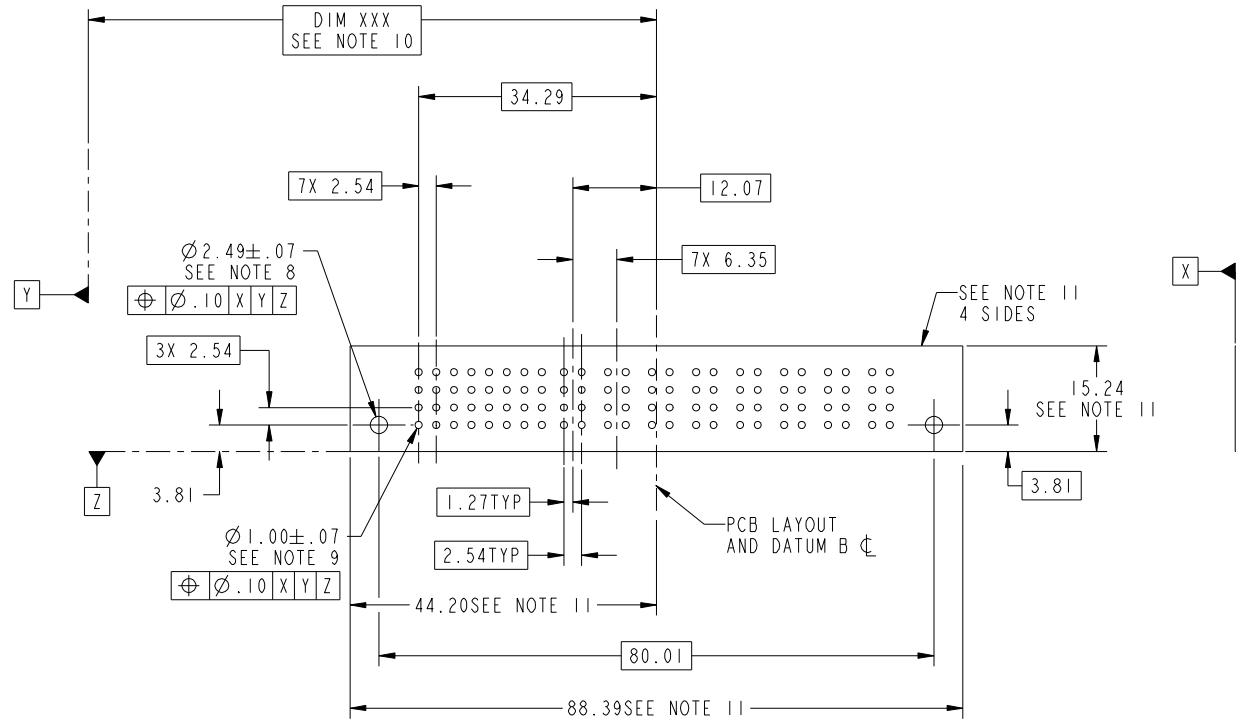 DIM XXX
SEE NOTE 10
34.29
7X 2.54
12.07
Ø2.49±.07
SEE NOTE 8
⌖ Ø.10 X Y Z
7X 6.35
Y
X
SEE NOTE 11
4 SIDES
3X 2.54
15.24
SEE NOTE 11
Z
3.81
3.81
1.27TYP
PCB LAYOUT
AND DATUM B ℄
Ø1.00±.07
SEE NOTE 9
⌖ Ø.10 X Y Z
2.54TYP
44.20SEE NOTE 11
80.01
88.39SEE NOTE 11